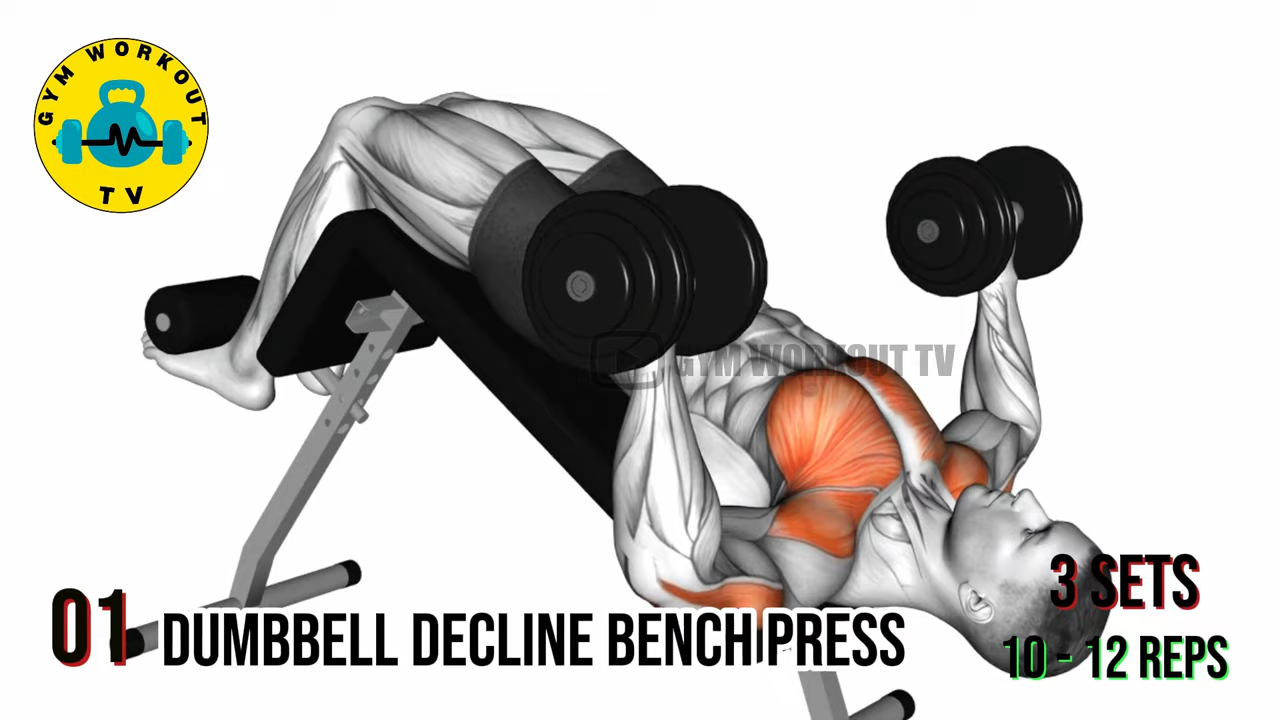 GYM WORKOUT
TV
GYM WORKOUT TV
3 SETS
01 DUMBBELL DECLINE BENCH PRESS
10 - 12 REPS